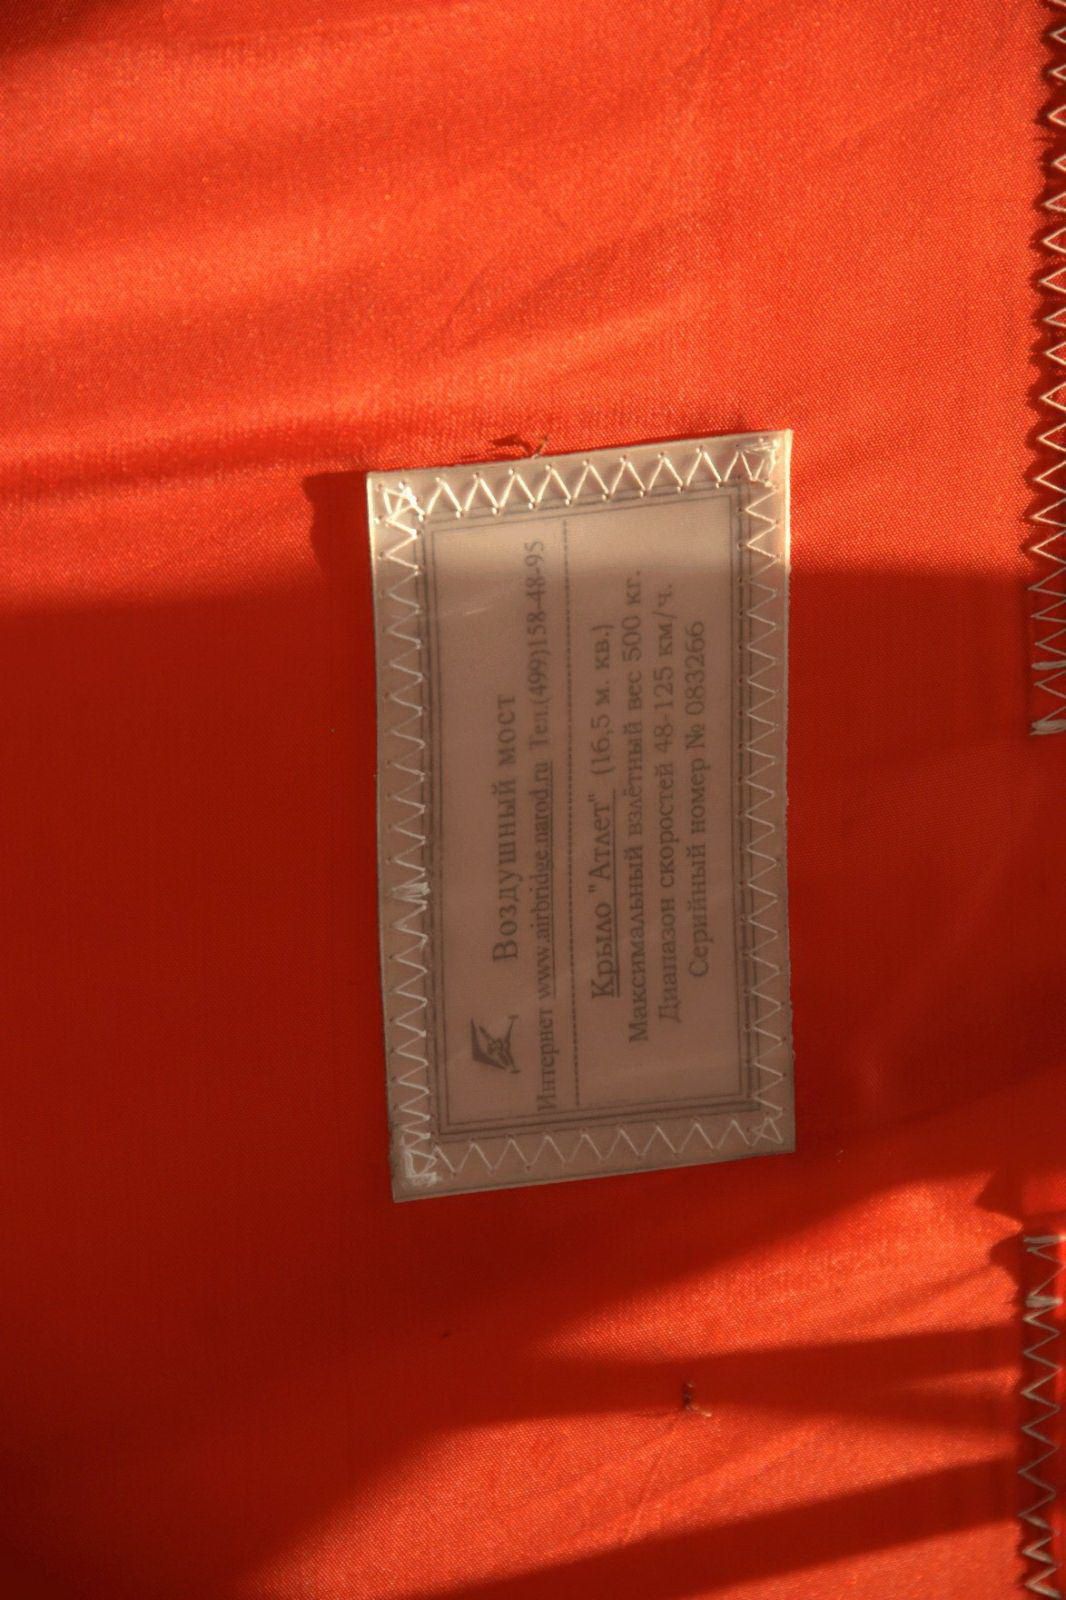 Воздушный мост
Интернет www.airbridge.narod.ru Тел.(499)158-48-95
Крыло "Атлет" (16,5 м. кв.)
Максимальный взлётный вес 500 кг.
Диапазон скоростей 48-125 км/ч.
Серийный номер № 083266